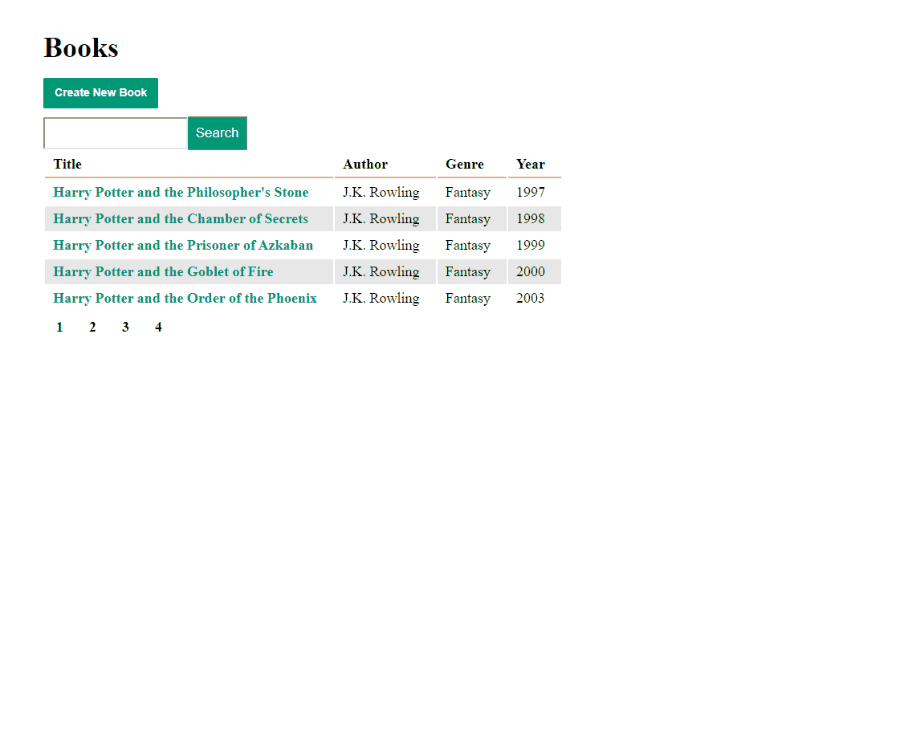 Books
Create New Book
Search
Title Author Genre Year
Harry Potter and the Philosopher's Stone J.K. Rowling Fantasy 1997
Harry Potter and the Chamber of Secrets J.K. Rowling Fantasy 1998
Harry Potter and the Prisoner of Azkaban J.K. Rowling Fantasy 1999
Harry Potter and the Goblet of Fire J.K. Rowling Fantasy 2000
Harry Potter and the Order of the Phoenix J.K. Rowling Fantasy 2003
1 2 3 4